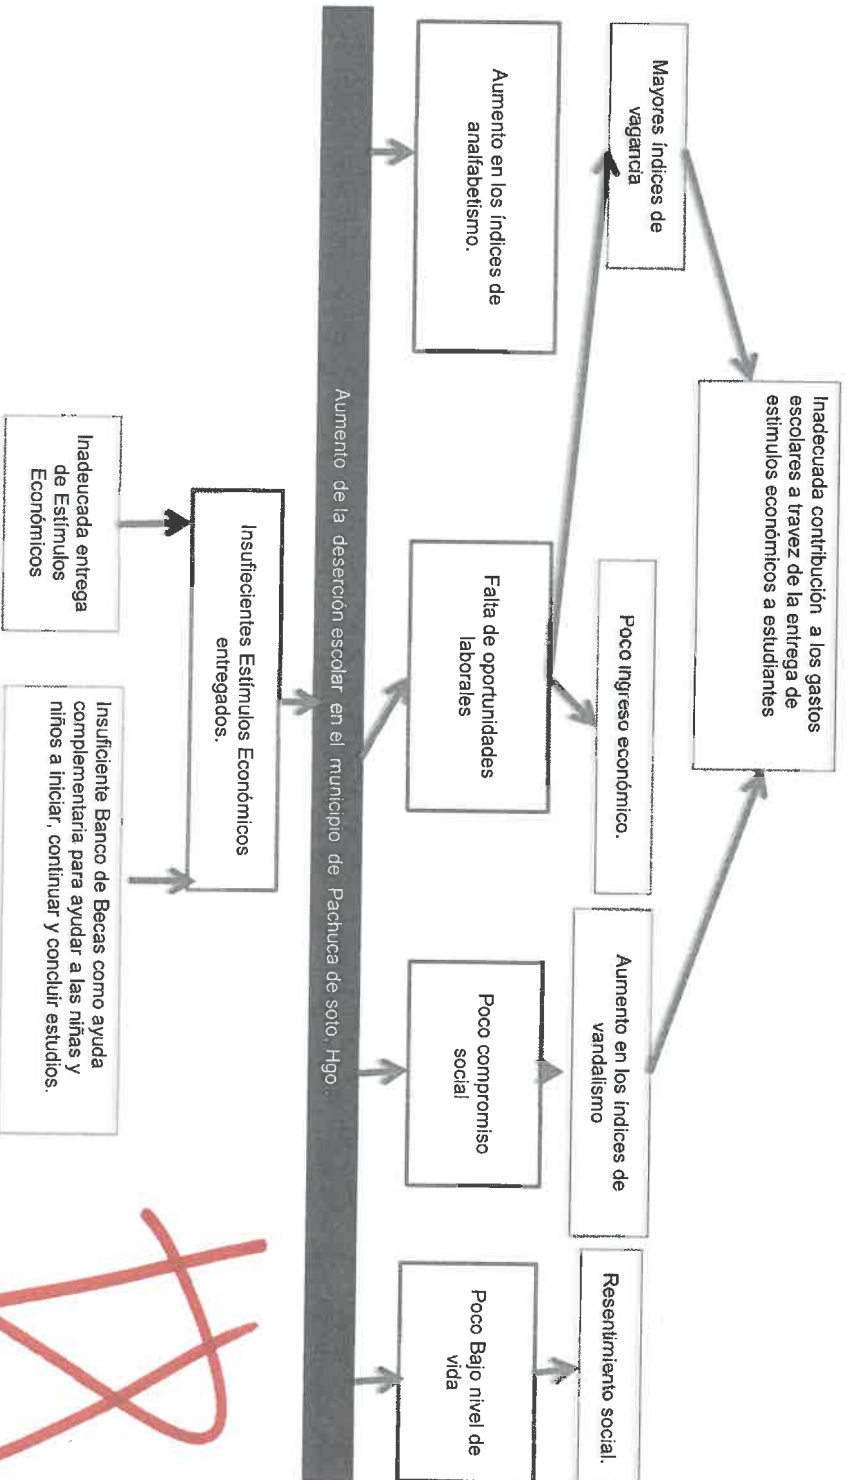 Inadecuada contribución a los gastos
escolares a travez de la entrega de
estimulos económicos a estudiantes
Mayores índices de
vagancia
Poco ingreso económico.
Aumento en los índices de
vandalismo
Resentimiento social.
Aumento en los índices de
analfabetismo.
Falta de oportunidades
laborales
Poco compromiso
social
Poco Bajo nivel de
vida
Aumento de la deserción escolar en el municipio de Pachuca de soto, Hgo.
Insufiecientes Estímulos Económicos
entregados.
Inadeucada entrega
de Estímulos
Económicos
Insuficiente Banco de Becas como ayuda
complementaria para ayudar a las niñas y
niños a iniciar, continuar y concluir estudios.